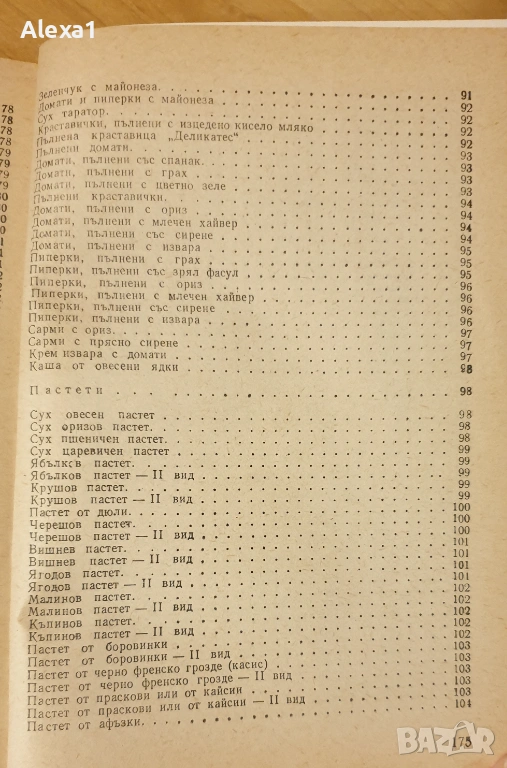 Alexa1
Зеленчук с майонеза 91
Домати и пиперки с майонеза 92
Сух таратор 92
Краставички, пълнени с изцедено кисело мляко 92
Пълнена краставица „Деликатес“ 92
Пълнени домати 93
Домати, пълнени със спанак 93
Домати, пълнени с грах 93
Домати, пълнени с цветно зеле 93
Пълнени краставички 94
Домати, пълнени с ориз 94
Домати, пълнени с млечен хайвер 94
Домати, пълнени със сирене 94
Домати, пълнени с извара 95
Пиперки, пълнени с грах 95
Пиперки, пълнени със зрял фасул 95
Пиперки, пълнени с ориз 96
Пиперки, пълнени с млечен хайвер 96
Пиперки, пълнени със сирене 96
Пиперки, пълнени с извара 96
Сарми с ориз 97
Сарми с прясно сирене 97
Крем извара с домати 97
Каша от овесени ядки 98
Пастети 98
Сух овесен пастет 98
Сух оризов пастет 98
Сух пшеничен пастет 98
Сух царевичен пастет 99
Ябълков пастет 99
Ябълков пастет — II вид 99
Крушов пастет 99
Крушов пастет — II вид 99
Пастет от дюли 100
Черешов пастет 100
Черешов пастет — II вид 100
Вишнев пастет 101
Вишнев пастет — II вид 101
Ягодов пастет 101
Ягодов пастет — II вид 102
Малинов пастет 102
Малинов пастет — II вид 102
Къпинов пастет 102
Къпинов пастет — II вид 102
Пастет от боровинки 103
Пастет от боровинки — II вид 103
Пастет от черно френско грозде (касис) 103
Пастет от черно френско грозде — II вид 103
Пастет от праскови или от кайсии 103
Пастет от праскови или от кайсии — II вид 104
Пастет от афъзки
175
БАЗАР
bazar.bg